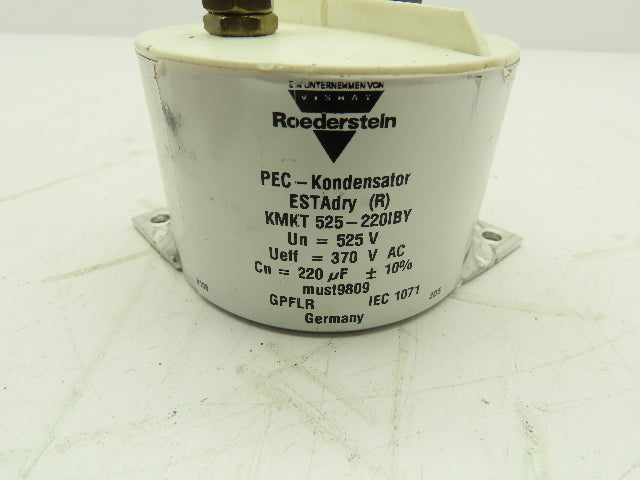 EIN UNTERNEHMEN VON
VISHAY
Roederstein
PEC-Kondensator
ESTAdry (R)
KMKT 525-220IBY
Un = 525 V
Ueff = 370 V AC
Cn = 220 µF ± 10%
must9809
GPFLR IEC 1071
205
Germany